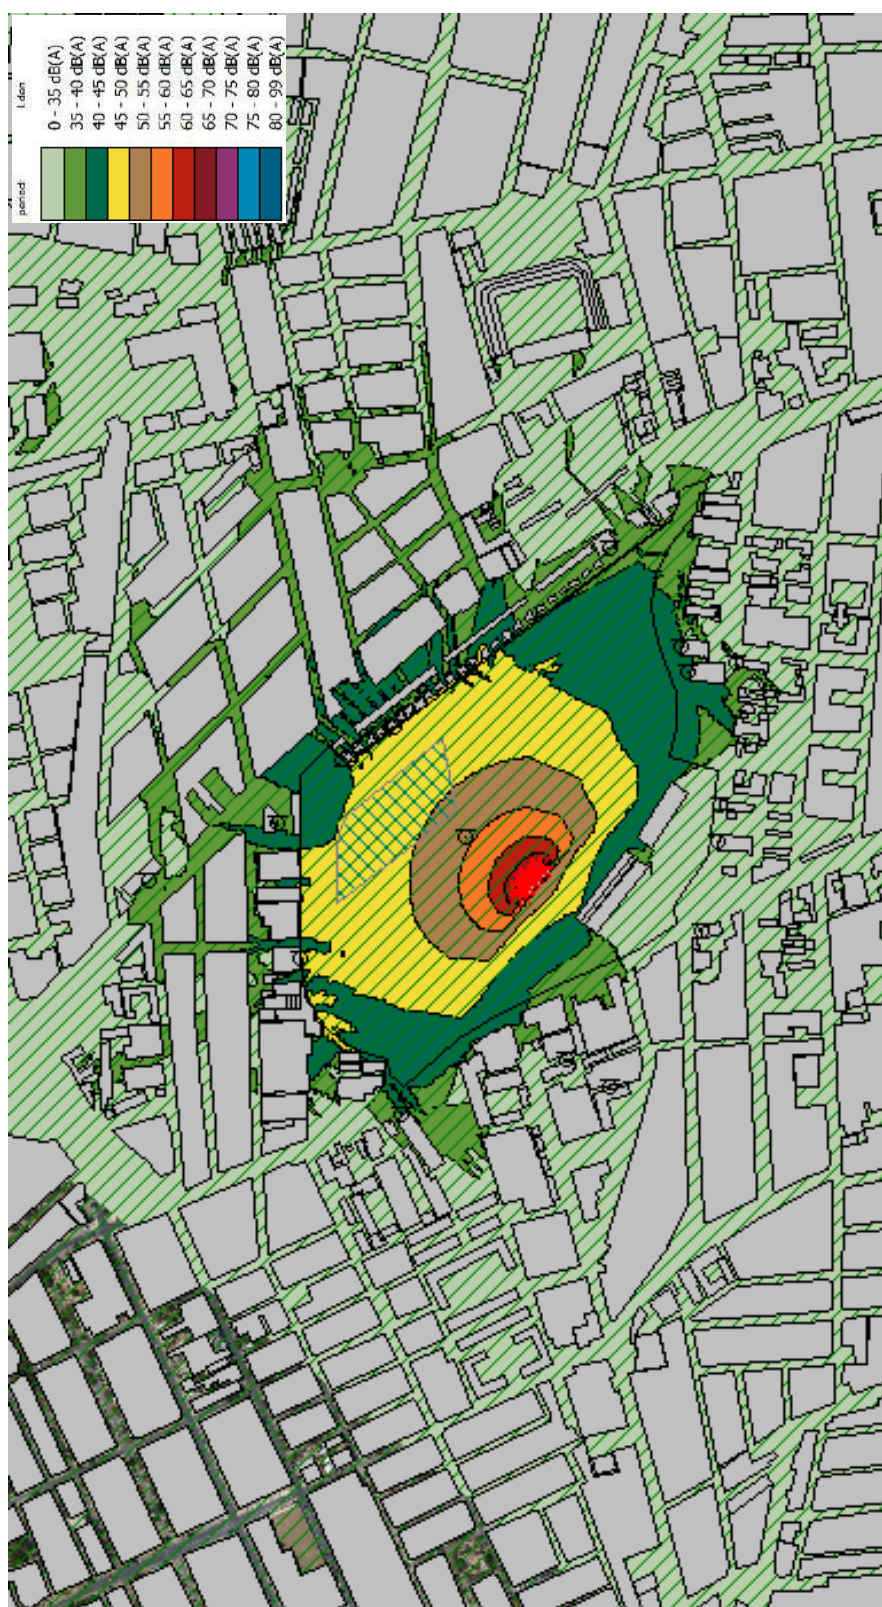 period:
Lden
0 - 35 dB(A)
35 - 40 dB(A)
40 - 45 dB(A)
45 - 50 dB(A)
50 - 55 dB(A)
55 - 60 dB(A)
60 - 65 dB(A)
65 - 70 dB(A)
70 - 75 dB(A)
75 - 80 dB(A)
80 - 99 dB(A)